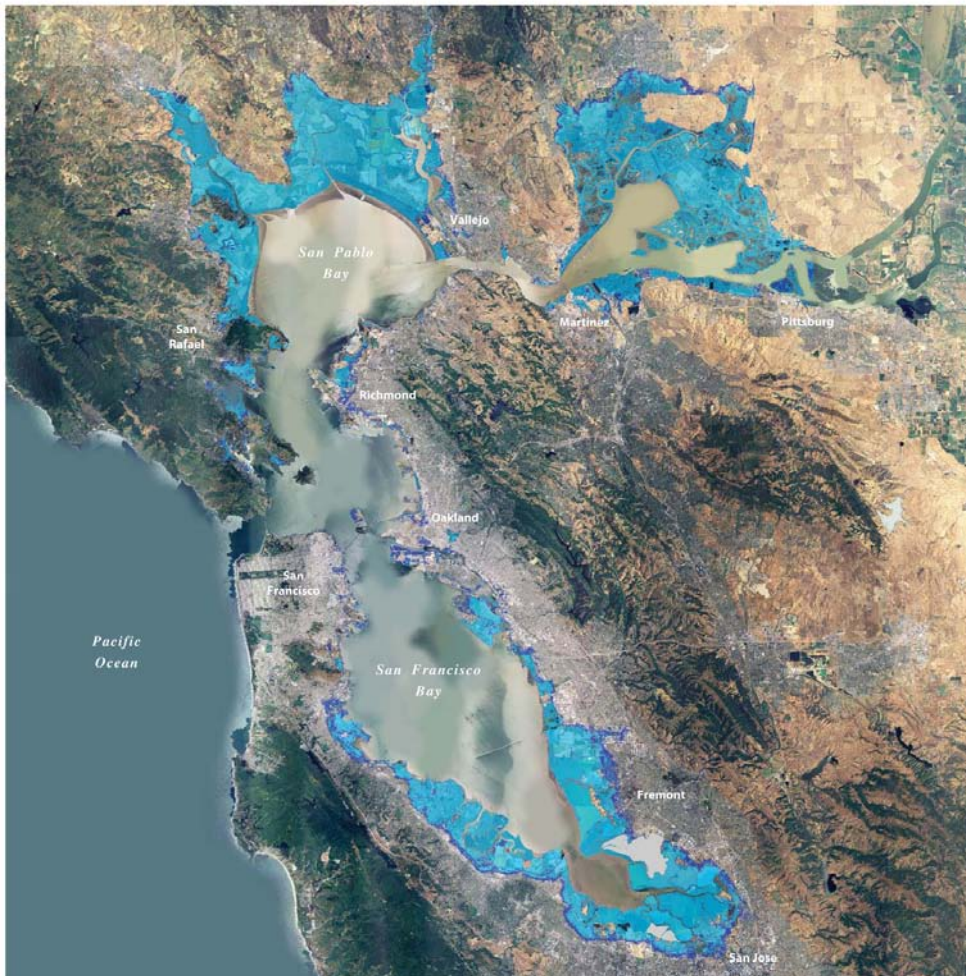 Vallejo
San Pablo
Bay
Martinez
Pittsburg
San
Rafael
Richmond
Oakland
San
Francisco
Pacific
Ocean
San Francisco
Bay
Fremont
San Jose